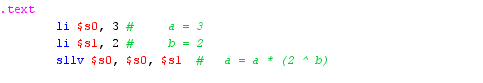 .text
li $s0, 3 # a = 3
li $s1, 2 # b = 2
sllv $s0, $s0, $s1 # a = a * (2 ^ b)